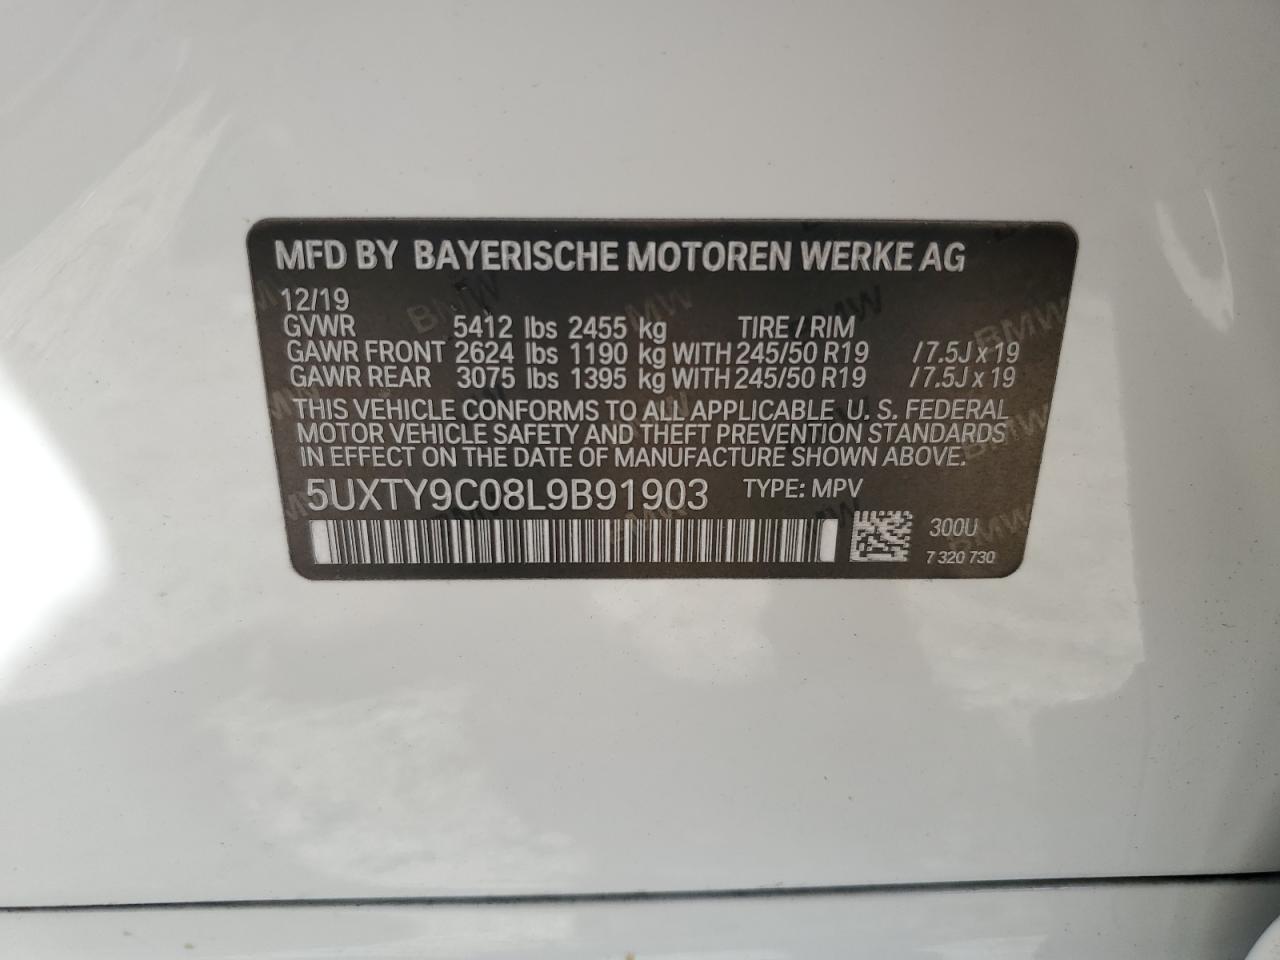 MFD BY BAYERISCHE MOTOREN WERKE AG
12/19
GVWR 5412 lbs 2455 kg TIRE / RIM
GAWR FRONT 2624 lbs 1190 kg WITH 245/50 R19 / 7.5J x 19
GAWR REAR 3075 lbs 1395 kg WITH 245/50 R19 / 7.5J x 19
THIS VEHICLE CONFORMS TO ALL APPLICABLE U. S. FEDERAL
MOTOR VEHICLE SAFETY AND THEFT PREVENTION STANDARDS
IN EFFECT ON THE DATE OF MANUFACTURE SHOWN ABOVE.
5UXTY9C08L9B91903 TYPE: MPV
300U
7 320 730